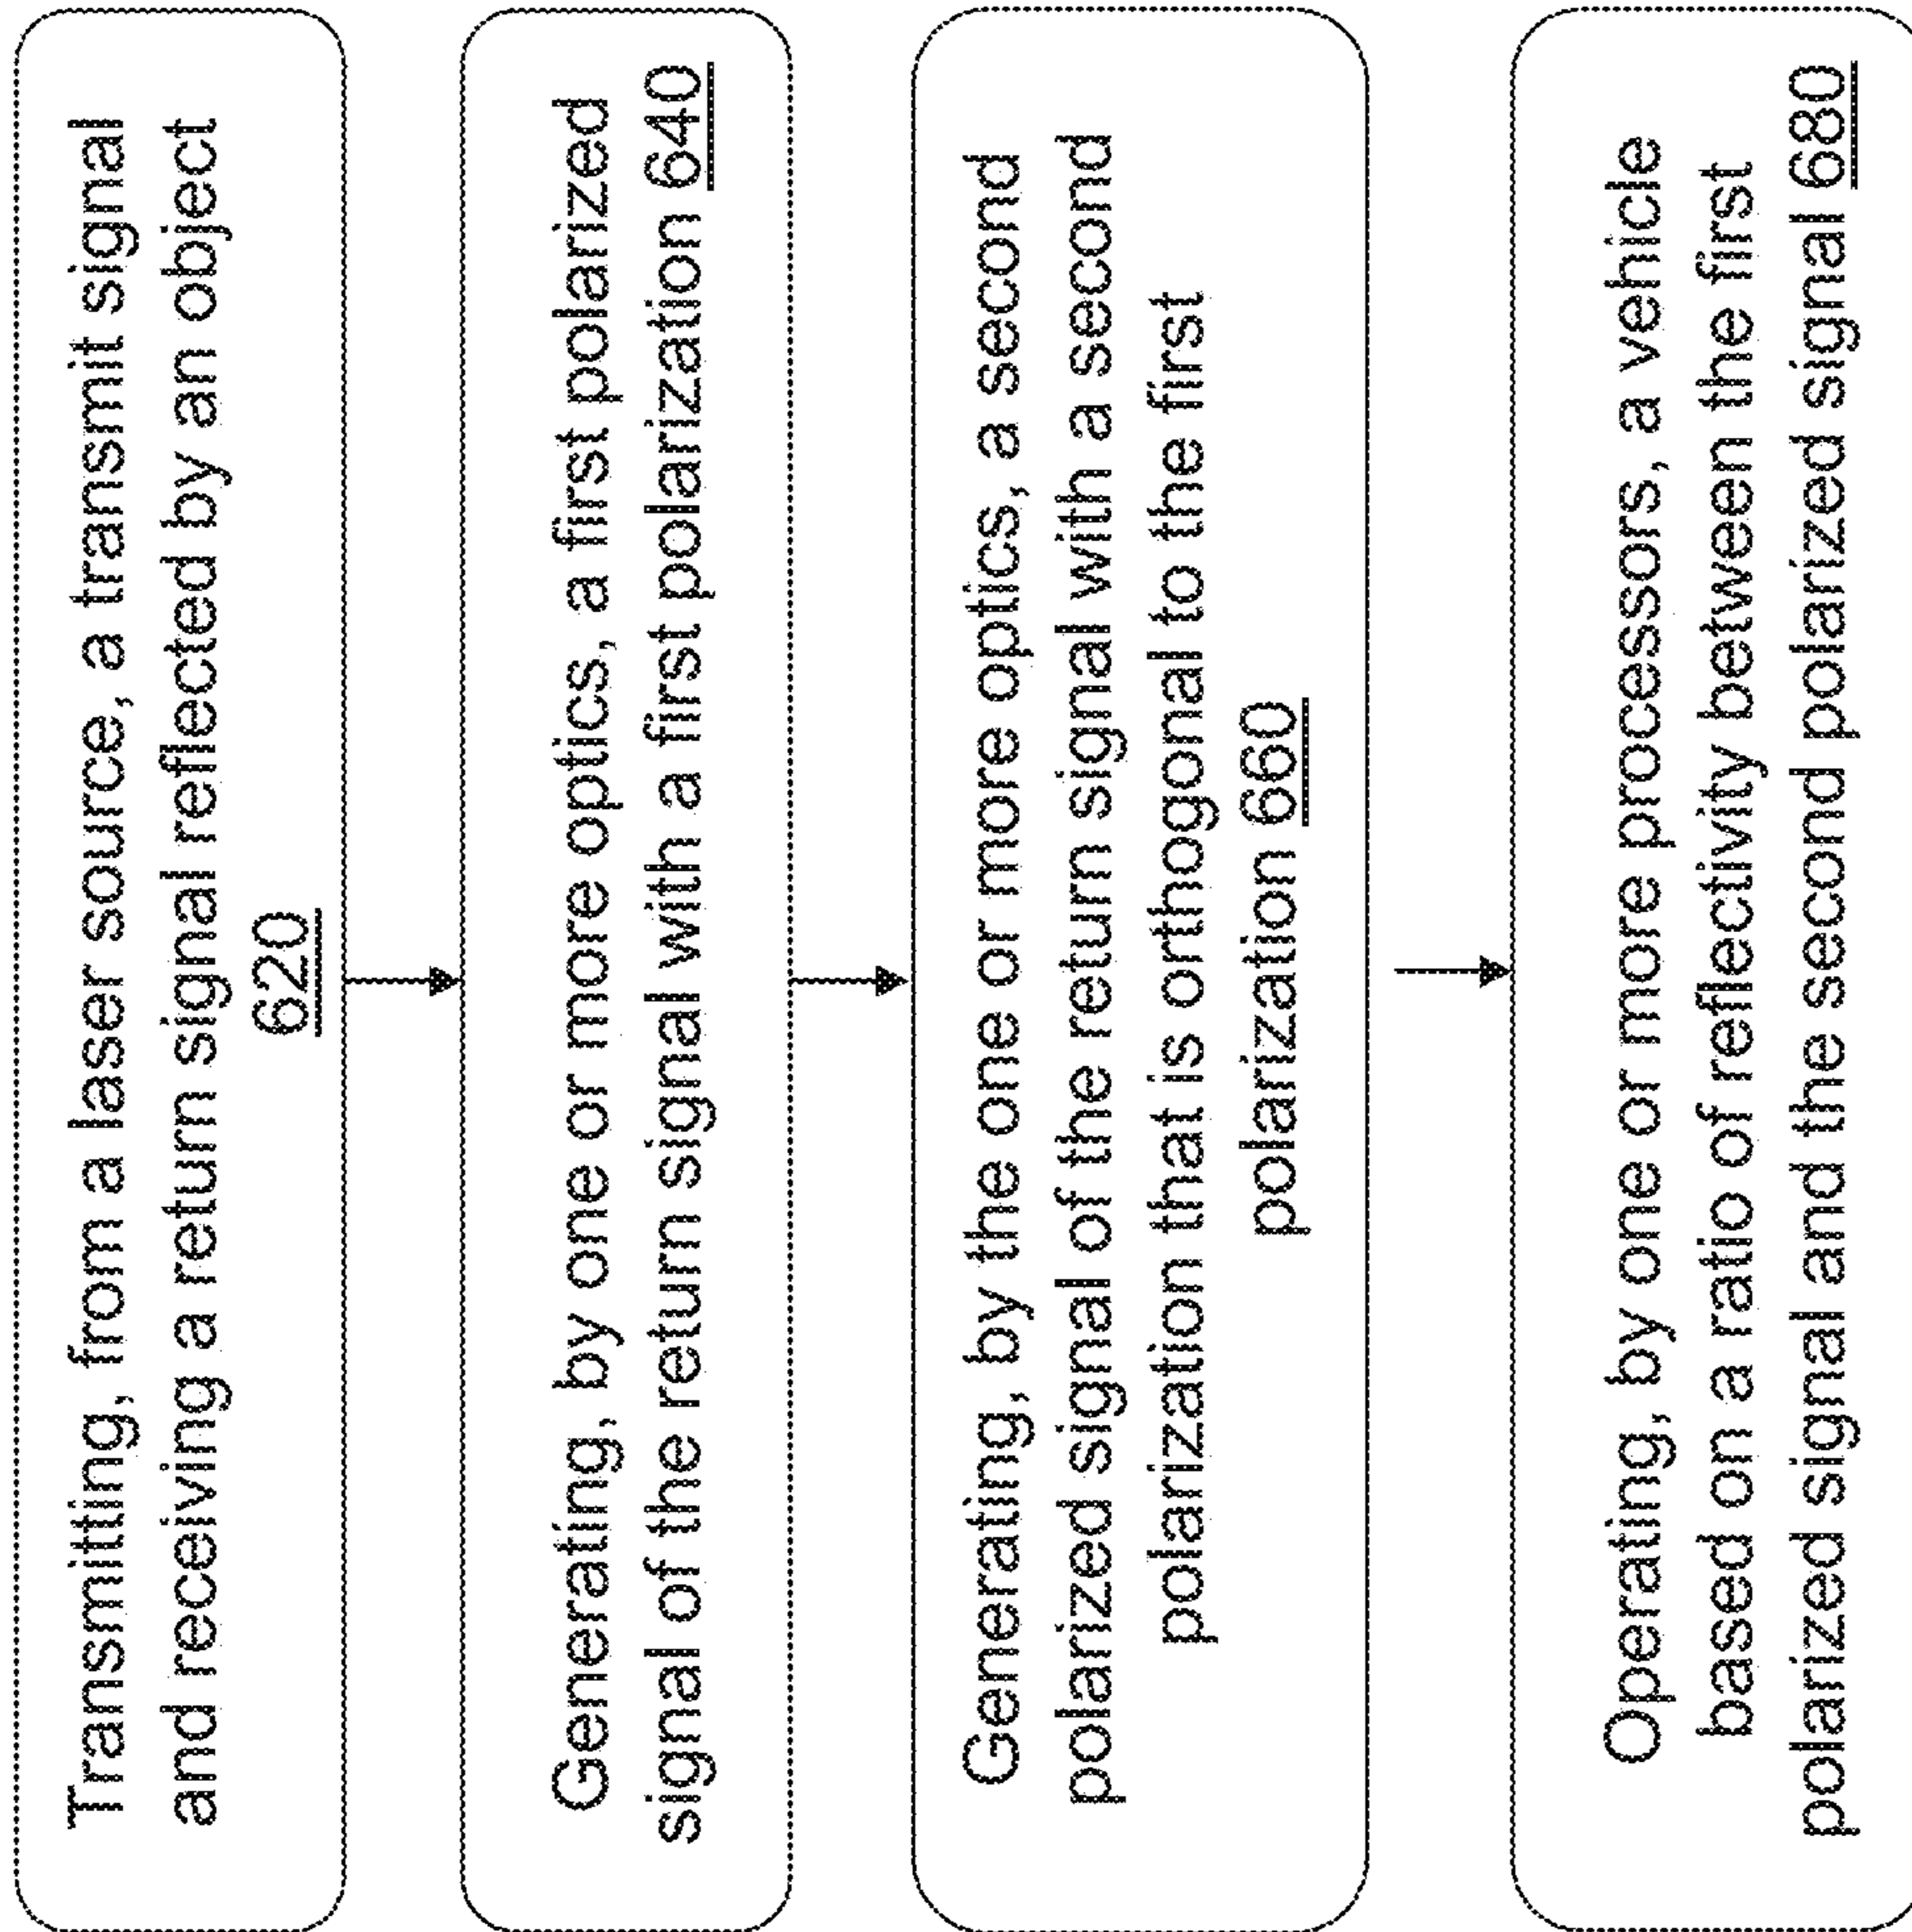 Transmitting, from a laser source, a transmit signal
and receiving a return signal reflected by an object
620
Generating, by one or more optics, a first polarized
signal of the return signal with a first polarization 640
Generating, by the one or more optics, a second
polarized signal of the return signal with a second
polarization that is orthogonal to the first
polarization 660
Operating, by one or more processors, a vehicle
based on a ratio of reflectivity between the first
polarized signal and the second polarized signal 680